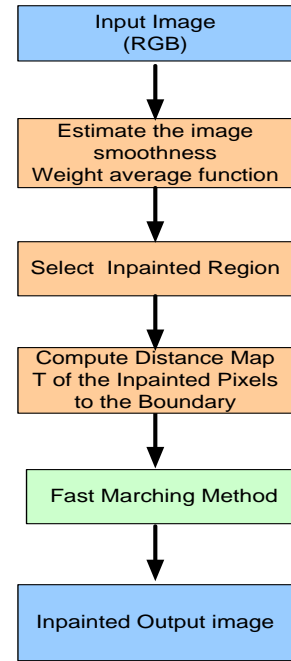 Input Image
(RGB)
Estimate the image
smoothness
Weight average function
Select Inpainted Region
Compute Distance Map
T of the Inpainted Pixels
to the Boundary
Fast Marching Method
Inpainted Output image